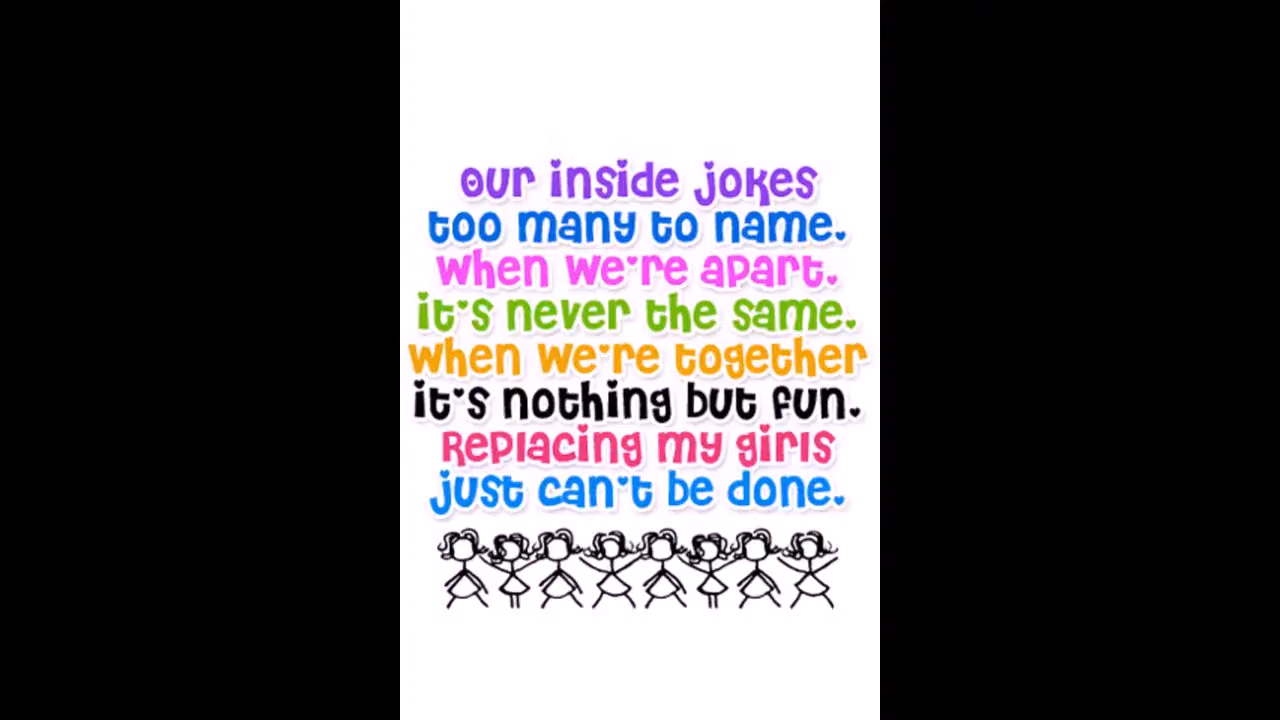 our inside jokes
too many to name.
when we're apart.
it's never the same.
when we're together
it's nothing but fun.
Replacing my girls
just can't be done.